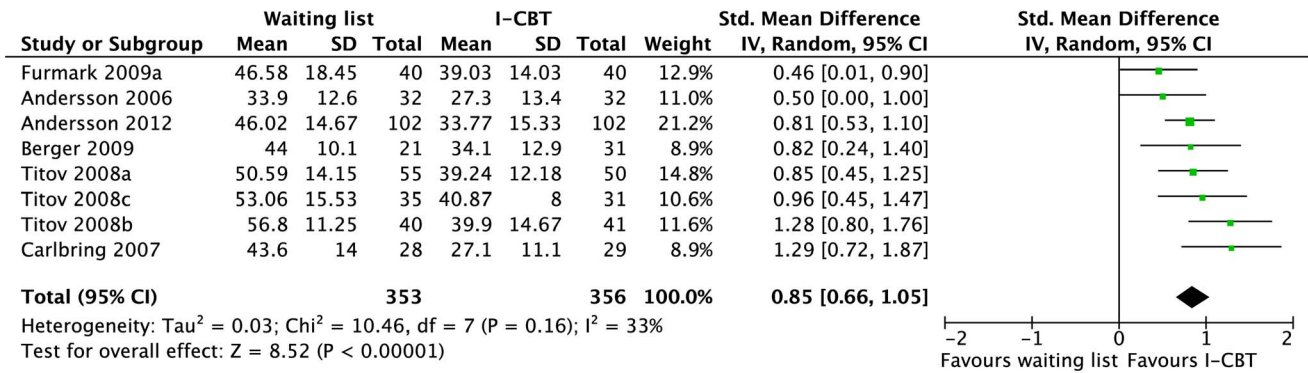 Waiting list I-CBT Std. Mean Difference Std. Mean Difference
Study or Subgroup Mean SD Total Mean SD Total Weight IV, Random, 95% CI IV, Random, 95% CI
Furmark 2009a 46.58 18.45 40 39.03 14.03 40 12.9% 0.46 [0.01, 0.90]
Andersson 2006 33.9 12.6 32 27.3 13.4 32 11.0% 0.50 [0.00, 1.00]
Andersson 2012 46.02 14.67 102 33.77 15.33 102 21.2% 0.81 [0.53, 1.10]
Berger 2009 44 10.1 21 34.1 12.9 31 8.9% 0.82 [0.24, 1.40]
Titov 2008a 50.59 14.15 55 39.24 12.18 50 14.8% 0.85 [0.45, 1.25]
Titov 2008c 53.06 15.53 35 40.87 8 31 10.6% 0.96 [0.45, 1.47]
Titov 2008b 56.8 11.25 40 39.9 14.67 41 11.6% 1.28 [0.80, 1.76]
Carlbring 2007 43.6 14 28 27.1 11.1 29 8.9% 1.29 [0.72, 1.87]
Total (95% CI) 353 356 100.0% 0.85 [0.66, 1.05]
Heterogeneity: Tau² = 0.03; Chi² = 10.46, df = 7 (P = 0.16); I² = 33%
Test for overall effect: Z = 8.52 (P < 0.00001)
-2 -1 0 1 2
Favours waiting list Favours I-CBT